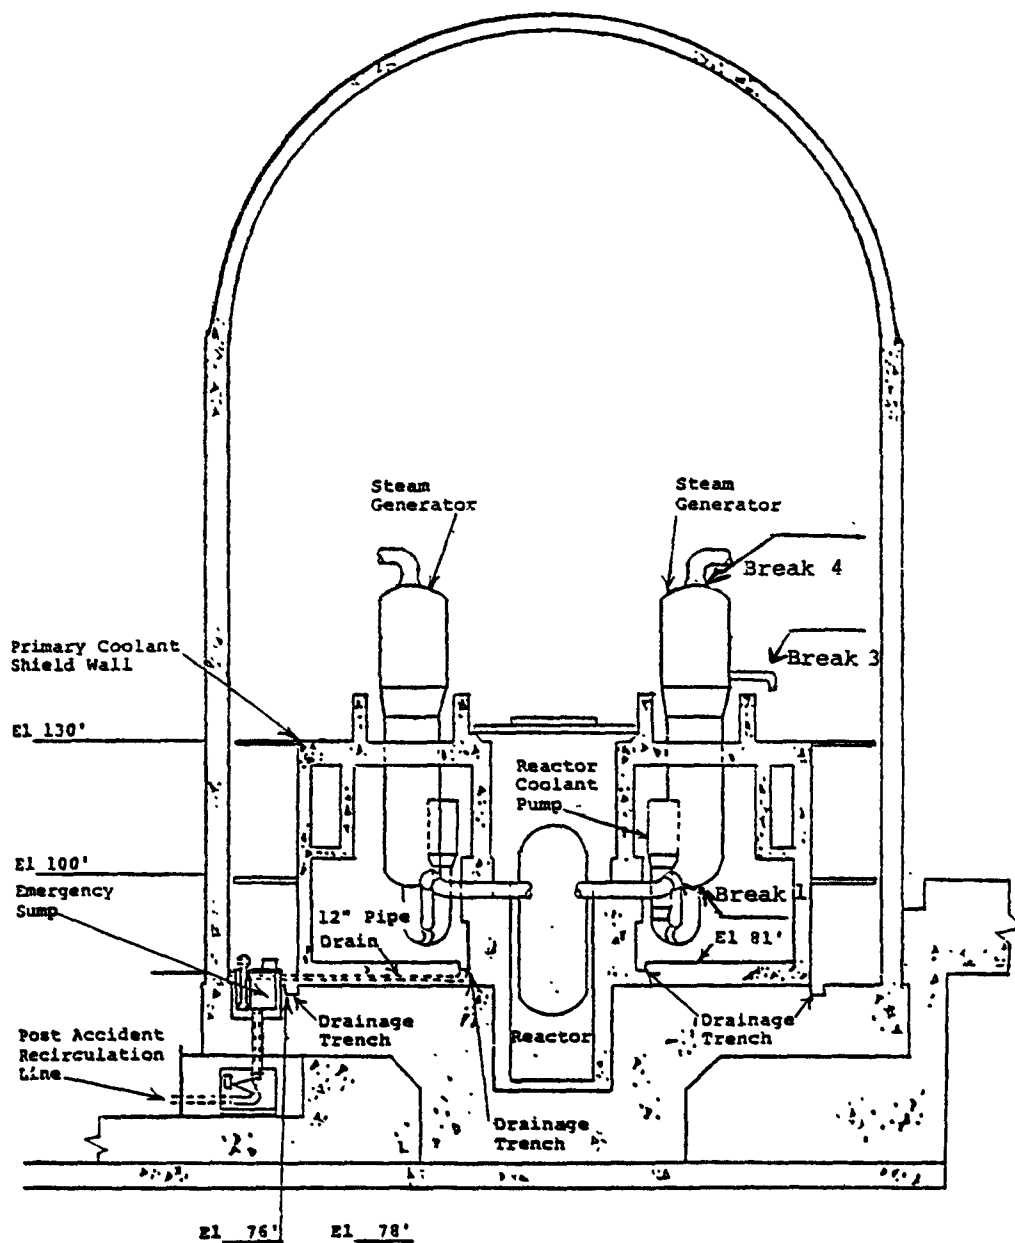 Steam
Generator
Steam
Generator
Break 4
Primary Coolant
Shield Wall
Break 3
El 130'
Reactor
Coolant
Pump
El 100'
Emergency
Sump
12" Pipe
Drain
Break 1
El 81'
Drainage
Trench
Reactor
Drainage
Trench
Post Accident
Recirculation
Line
Drainage
Trench
El 76'
El 78'